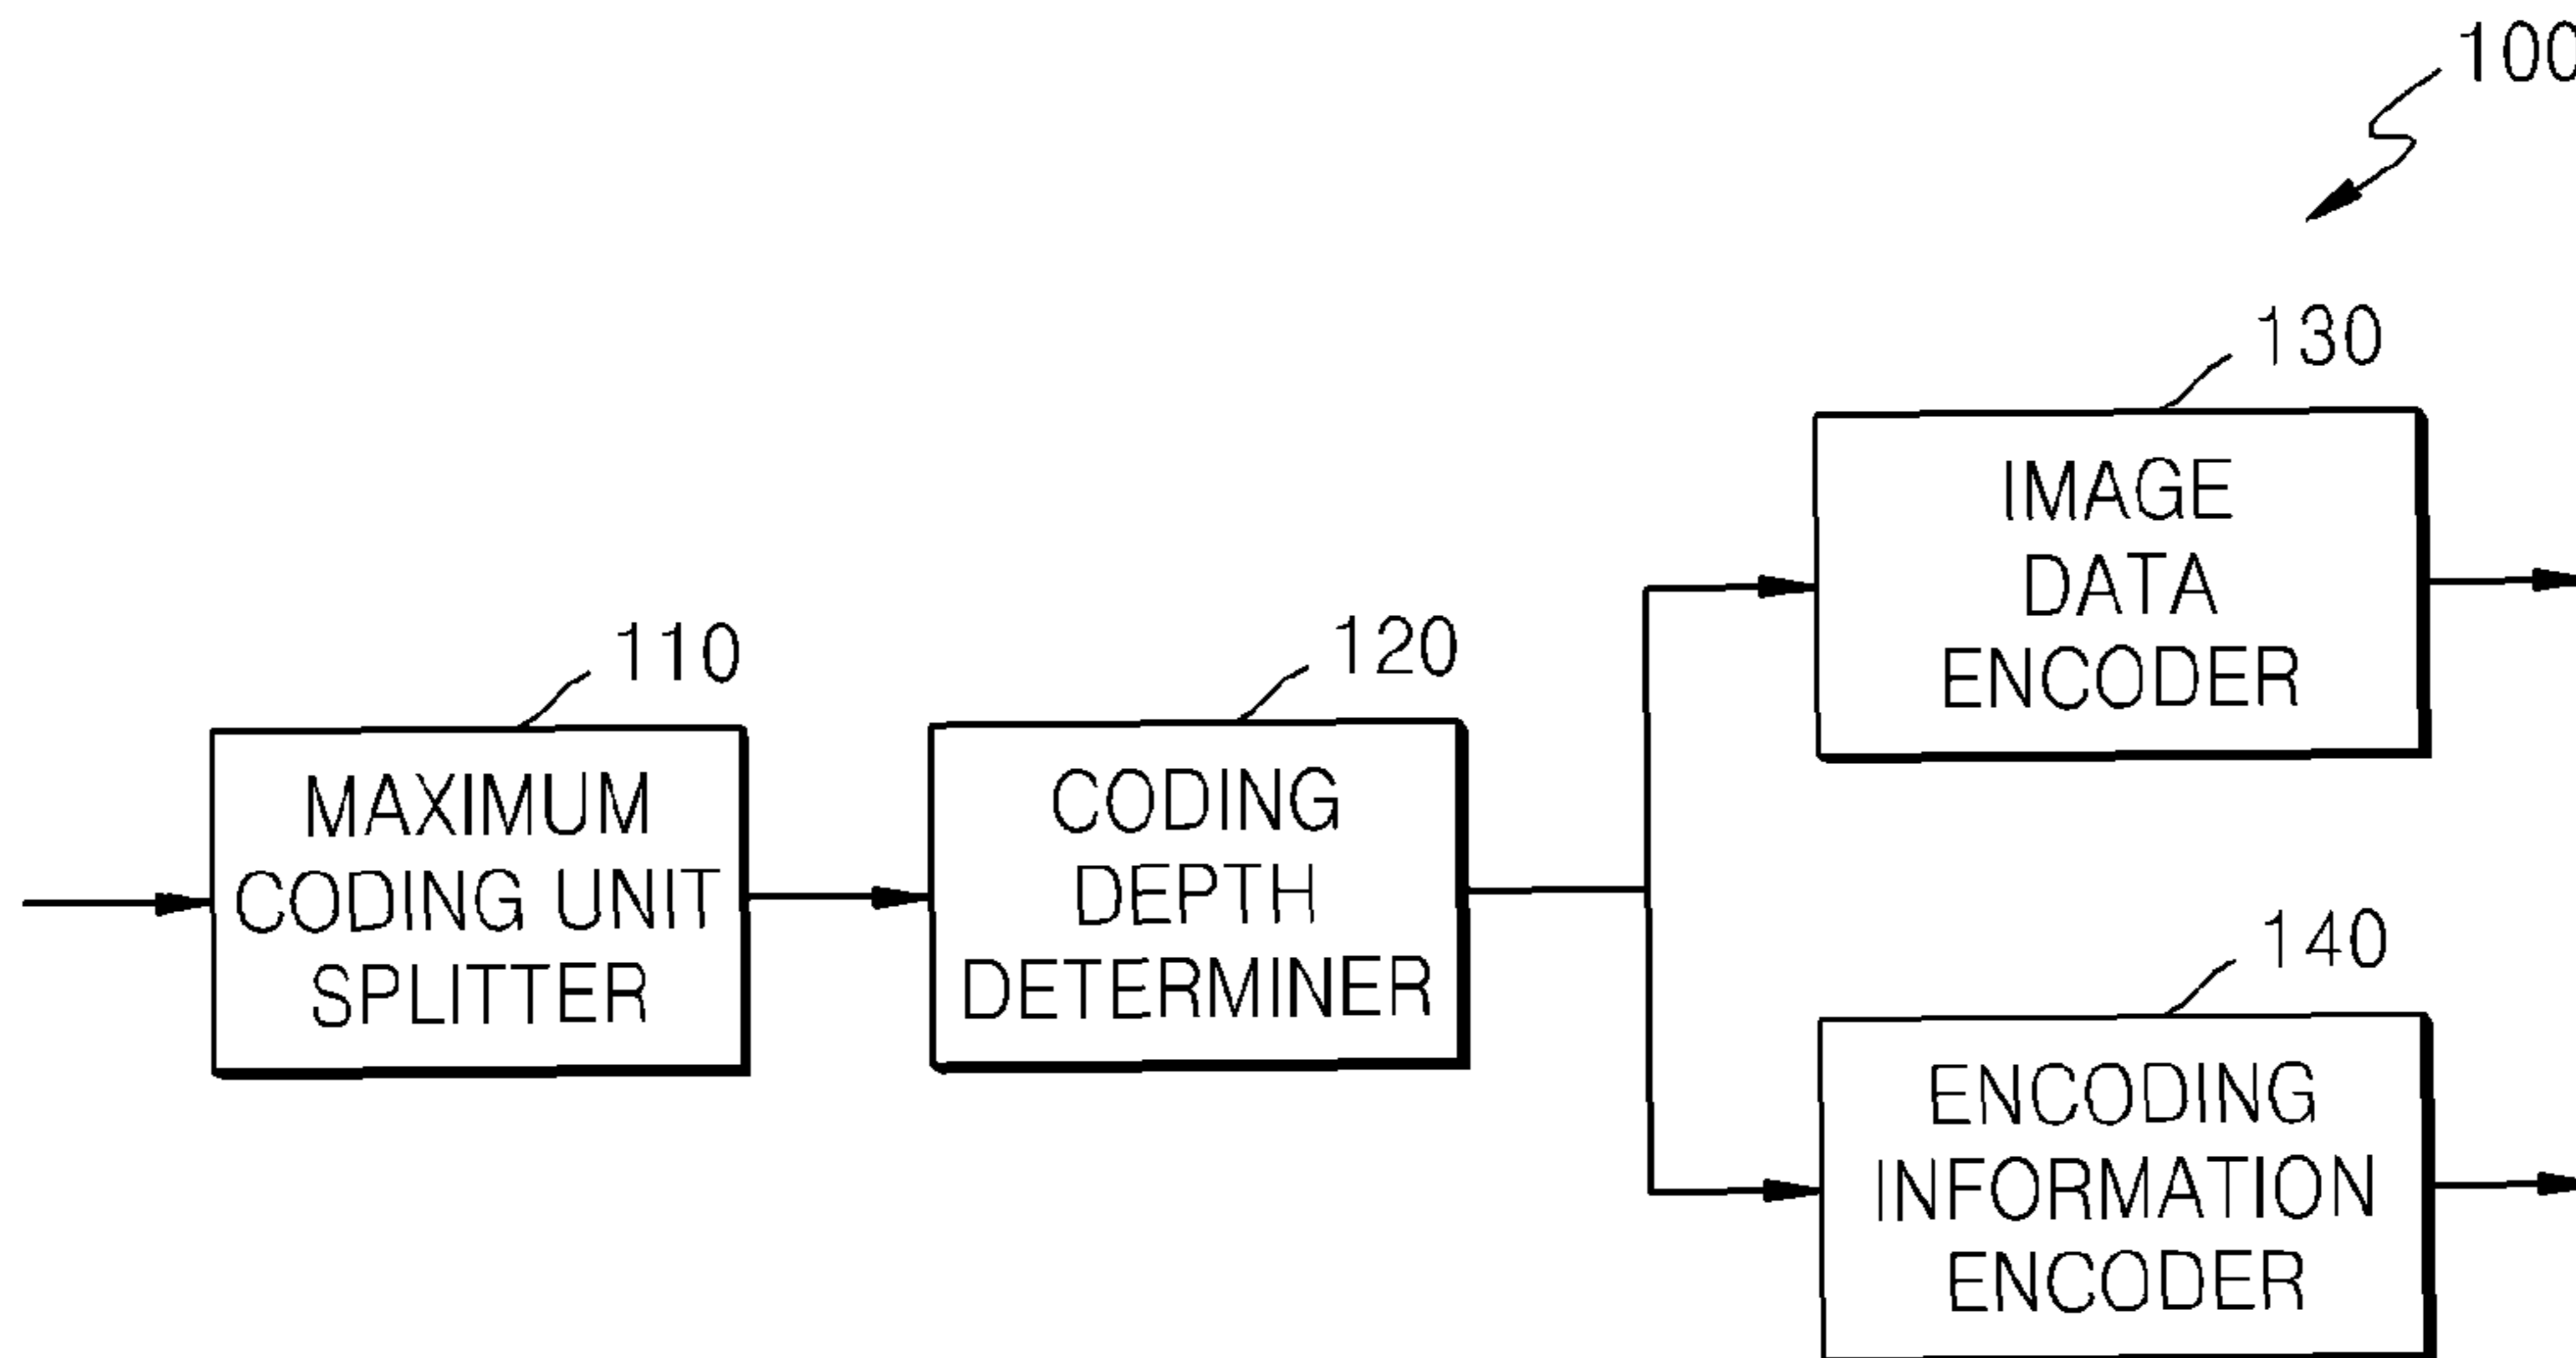 100
130
IMAGE
DATA
ENCODER
110
MAXIMUM
CODING UNIT
SPLITTER
120
CODING
DEPTH
DETERMINER
140
ENCODING
INFORMATION
ENCODER